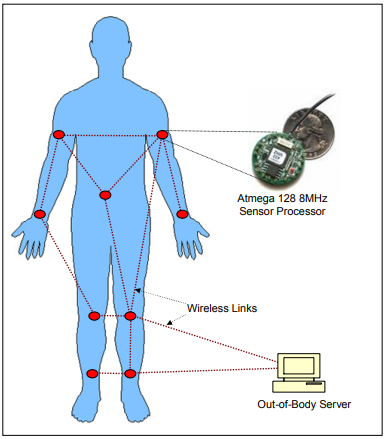 Atmega 128 8MHz
Sensor Processor
Wireless Links
Out-of-Body Server